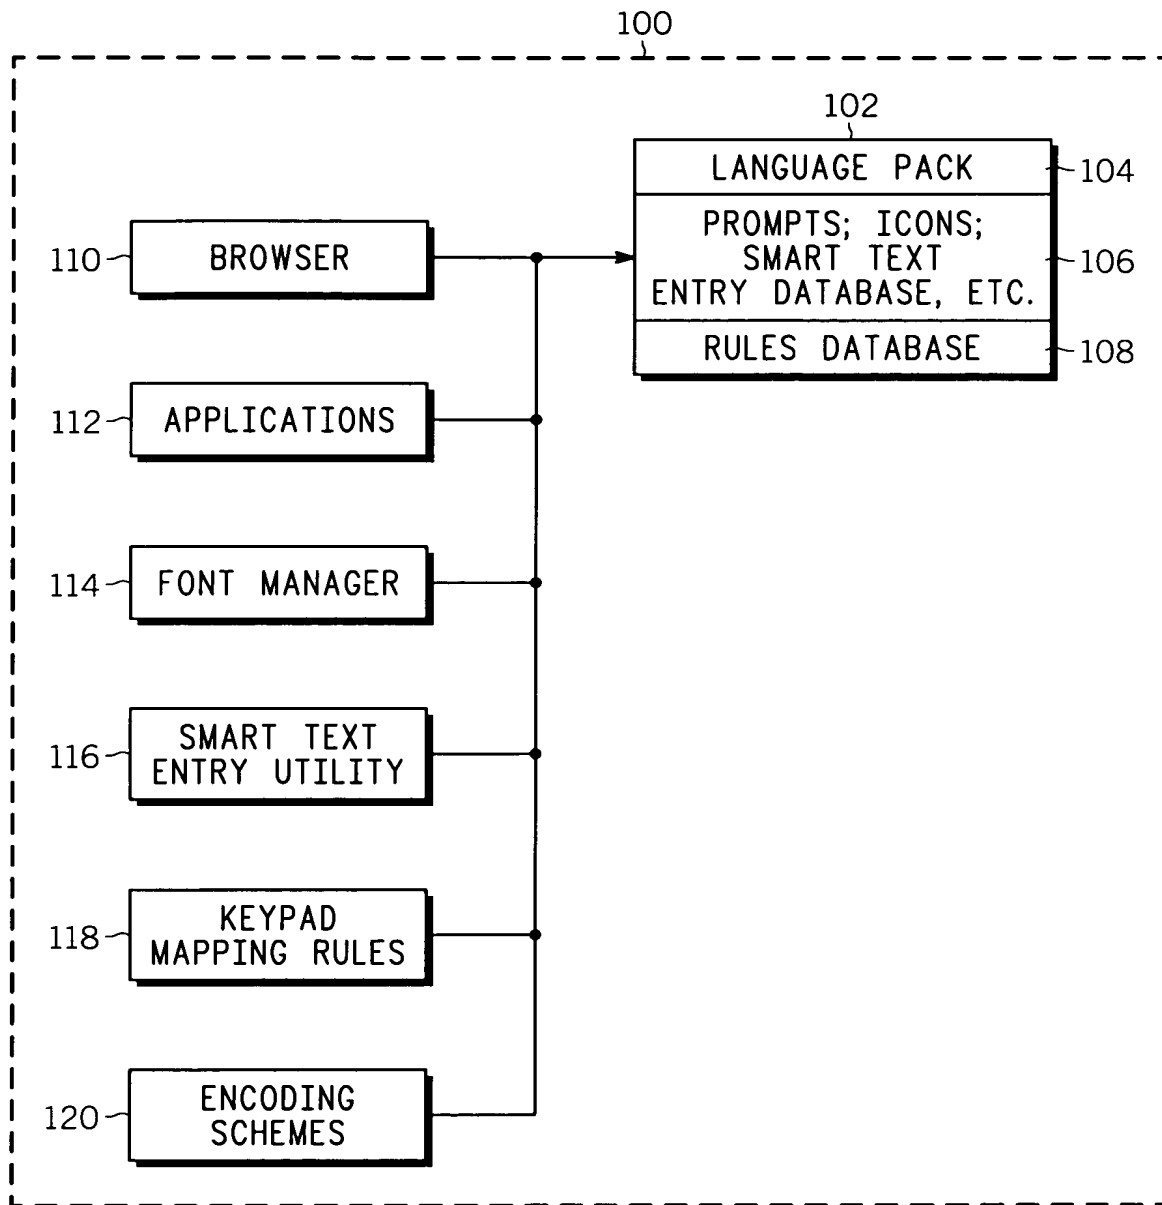 100
102
LANGUAGE PACK
104
PROMPTS; ICONS;
SMART TEXT
ENTRY DATABASE, ETC.
106
RULES DATABASE
108
110
BROWSER
112
APPLICATIONS
114
FONT MANAGER
116
SMART TEXT
ENTRY UTILITY
118
KEYPAD
MAPPING RULES
120
ENCODING
SCHEMES